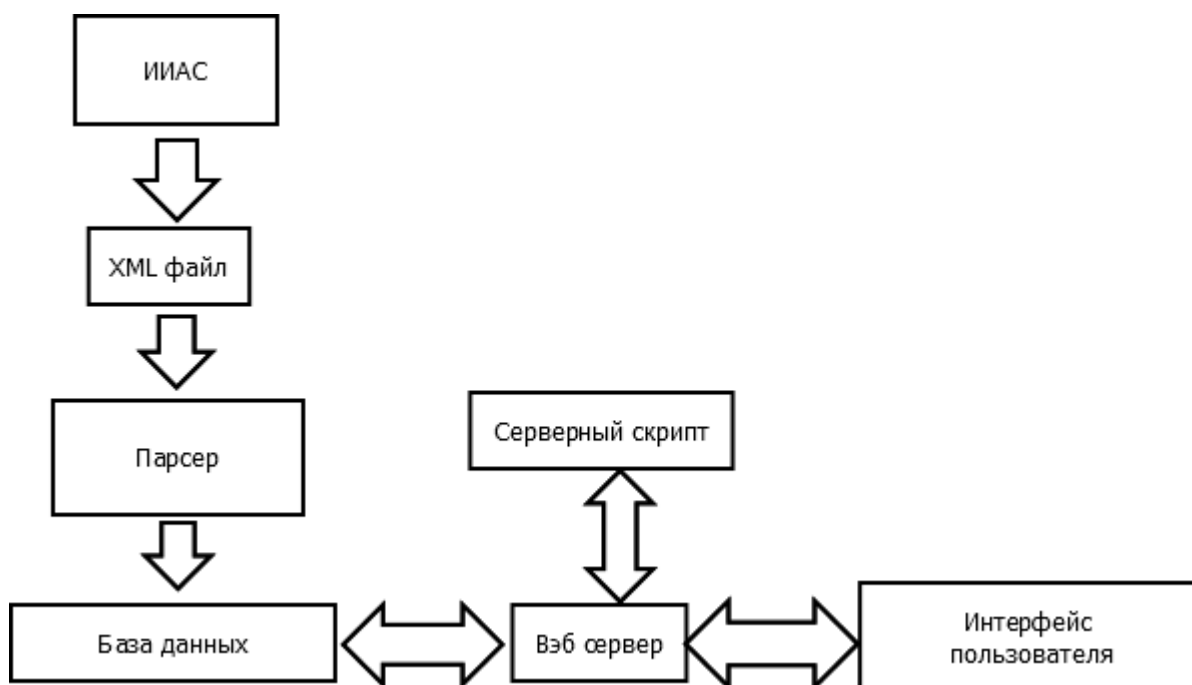 ИИАС
XML файл
Парсер
Серверный скрипт
База данных
Вэб сервер
Интерфейс
пользователя